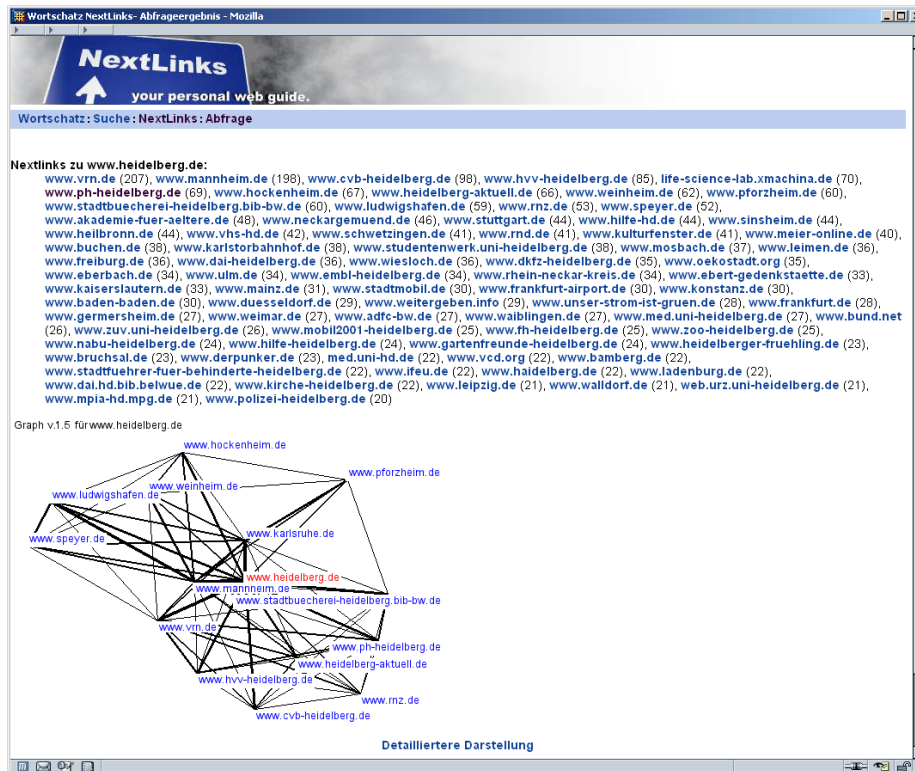 Wortschatz NextLinks- Abfrageergebnis - Mozilla
NextLinks
your personal web guide.
Wortschatz: Suche: NextLinks: Abfrage
Nextlinks zu www.heidelberg.de:
www.vrn.de (207), www.mannheim.de (198), www.cvb-heidelberg.de (98), www.hvv-heidelberg.de (85), life-science-lab.xmachina.de (70),
www.ph-heidelberg.de (69), www.hockenheim.de (67), www.heidelberg-aktuell.de (66), www.weinheim.de (62), www.pforzheim.de (60),
www.stadtbuecherei-heidelberg.bib-bw.de (60), www.ludwigshafen.de (59), www.rnz.de (53), www.speyer.de (52),
www.akademie-fuer-aeltere.de (48), www.neckargemuend.de (46), www.stuttgart.de (44), www.hilfe-hd.de (44), www.sinsheim.de (44),
www.heilbronn.de (44), www.vhs-hd.de (42), www.schwetzingen.de (41), www.rnd.de (41), www.kulturfenster.de (41), www.meier-online.de (40),
www.buchen.de (38), www.karlstorbahnhof.de (38), www.studentenwerk.uni-heidelberg.de (38), www.mosbach.de (37), www.leimen.de (36),
www.freiburg.de (36), www.dai-heidelberg.de (36), www.wiesloch.de (36), www.dkfz-heidelberg.de (35), www.oekostadt.org (35),
www.eberbach.de (34), www.ulm.de (34), www.embl-heidelberg.de (34), www.rhein-neckar-kreis.de (34), www.ebert-gedenkstaette.de (33),
www.kaiserslautern.de (33), www.mainz.de (31), www.stadtmobil.de (30), www.frankfurt-airport.de (30), www.konstanz.de (30),
www.baden-baden.de (30), www.duesseldorf.de (29), www.weitergeben.info (29), www.unser-strom-ist-gruen.de (28), www.frankfurt.de (28),
www.germersheim.de (27), www.weimar.de (27), www.adfc-bw.de (27), www.waiblingen.de (27), www.med.uni-heidelberg.de (27), www.bund.net
(26), www.zuv.uni-heidelberg.de (26), www.mobil2001-heidelberg.de (25), www.fh-heidelberg.de (25), www.zoo-heidelberg.de (25),
www.nabu-heidelberg.de (24), www.hilfe-heidelberg.de (24), www.gartenfreunde-heidelberg.de (24), www.heidelberger-fruehling.de (23),
www.bruchsal.de (23), www.derpunker.de (23), med.uni-hd.de (22), www.vcd.org (22), www.bamberg.de (22),
www.stadtfuehrer-fuer-behinderte-heidelberg.de (22), www.ifeu.de (22), www.haidelberg.de (22), www.ladenburg.de (22),
www.dai.hd.bib.belwue.de (22), www.kirche-heidelberg.de (22), www.leipzig.de (21), www.walldorf.de (21), web.urz.uni-heidelberg.de (21),
www.mpia-hd.mpg.de (21), www.polizei-heidelberg.de (20)
Graph v.1.5 für www.heidelberg.de
www.hockenheim.de
www.pforzheim.de
www.weinheim.de
www.ludwigshafen.de
www.karlsruhe.de
www.speyer.de
www.heidelberg.de
www.mannheim.de
www.stadtbuecherei-heidelberg.bib-bw.de
www.vrn.de
www.ph-heidelberg.de
www.heidelberg-aktuell.de
www.hvv-heidelberg.de
www.rnz.de
www.cvb-heidelberg.de
Detailliertere Darstellung